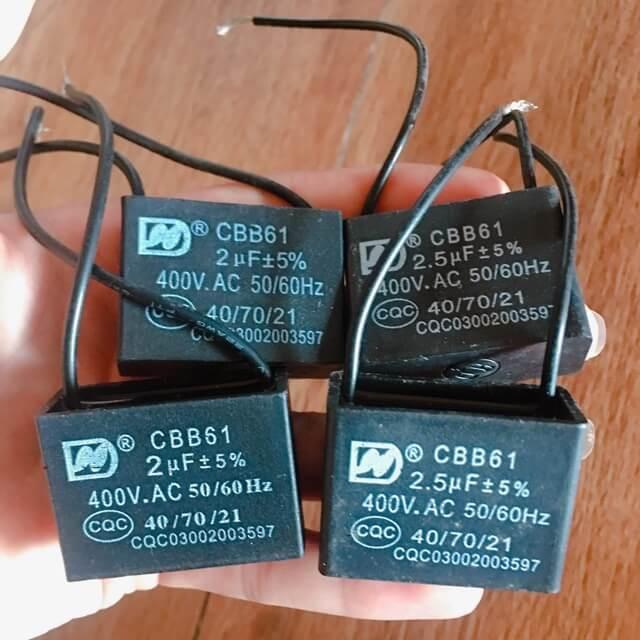 ® CBB61
2μF±5%
400V.AC 50/60Hz
CQC 40/70/21
CQC03002003597
® CBB61
2.5μF±5%
400V.AC 50/60Hz
CQC 40/70/21
CQC03002003597
® CBB61
2μF±5%
400V.AC 50/60Hz
CQC 40/70/21
CQC03002003597
® CBB61
2.5μF±5%
400V.AC 50/60Hz
CQC 40/70/21
CQC03002003597